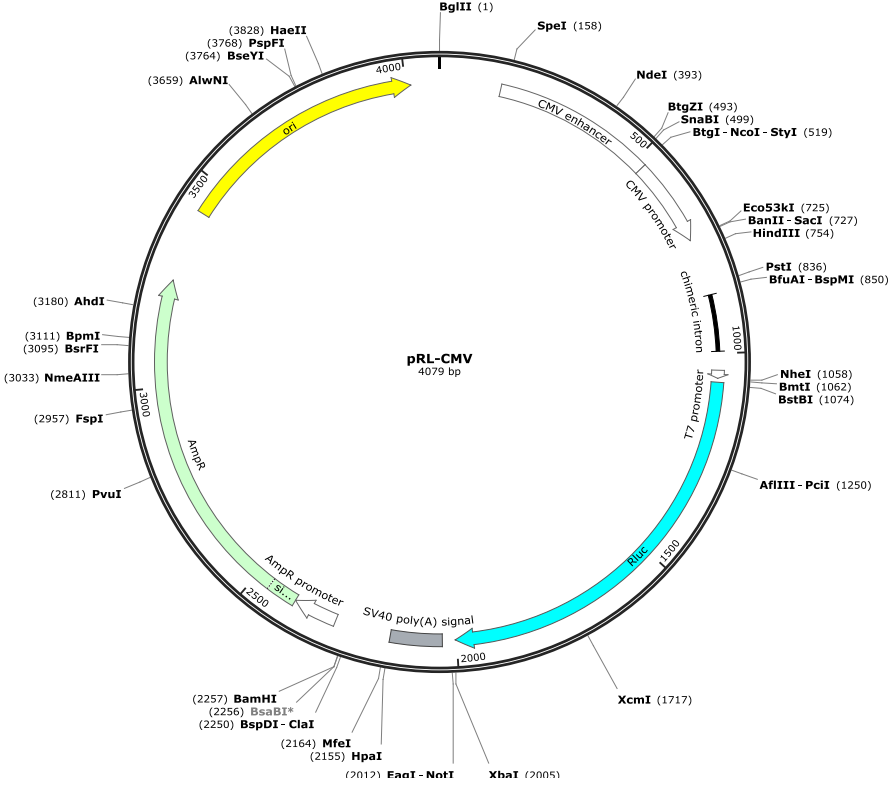 BglII (1)
SpeI (158)
NdeI (393)
BtgZI (493)
SnaBI (499)
BtgI - NcoI - StyI (519)
Eco53kI (725)
BanII - SacI (727)
HindIII (754)
PstI (836)
BfuAI - BspMI (850)
NheI (1058)
BmtI (1062)
BstBI (1074)
AflIII - PciI (1250)
XcmI (1717)
XbaI (2005)
(2012) EagI - NotI
(2155) HpaI
(2164) MfeI
(2250) BspDI - ClaI
(2256) BsaBI*
(2257) BamHI
(2811) PvuI
(2957) FspI
(3033) NmeAIII
(3095) BsrFI
(3111) BpmI
(3180) AhdI
(3659) AlwNI
(3764) BseYI
(3768) PspFI
(3828) HaeII
500
1000
1500
2000
2500
3000
3500
4000
CMV enhancer
CMV promoter
chimeric intron
T7 promoter
Rluc
SV40 poly(A) signal
AmpR promoter
si...
AmpR
ori
pRL-CMV
4079 bp